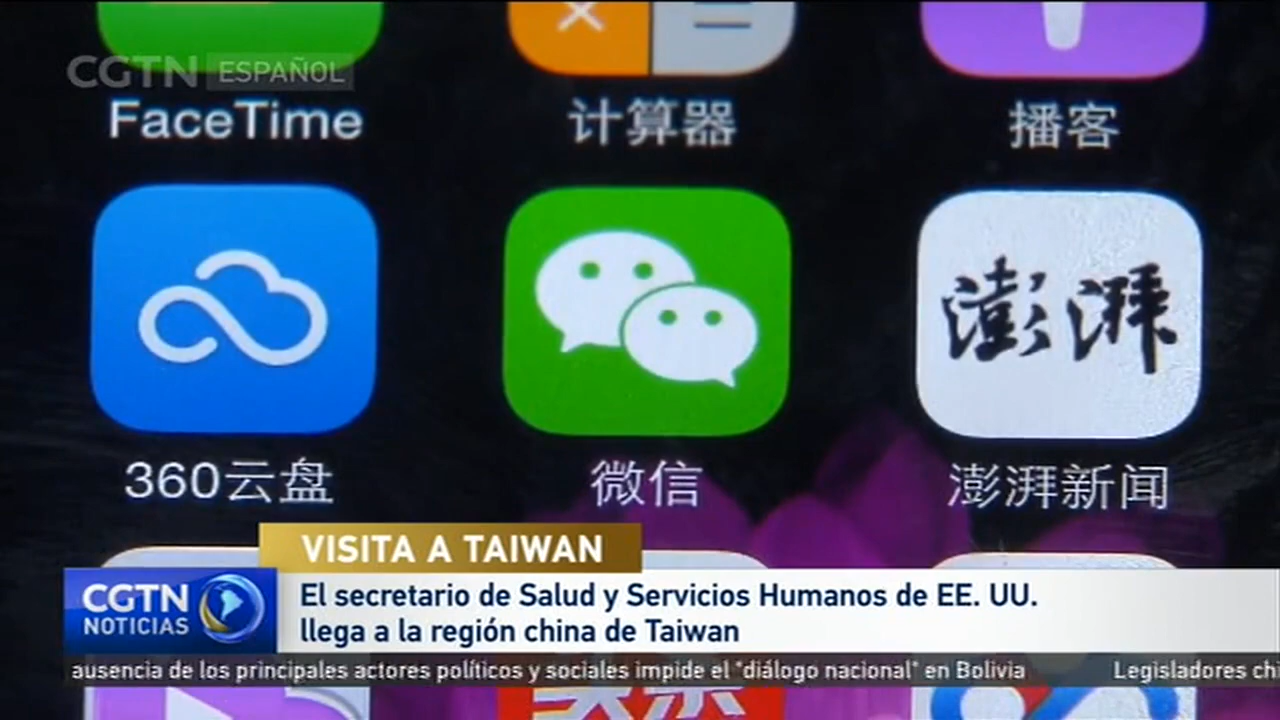 CGTN ESPAÑOL
FaceTime
计算器
播客
澎湃
360云盘
微信
澎湃新闻
VISITA A TAIWAN
CGTN NOTICIAS
El secretario de Salud y Servicios Humanos de EE. UU.
llega a la región china de Taiwan
ausencia de los principales actores políticos y sociales impide el "diálogo nacional" en Bolivia
Legisladores chi